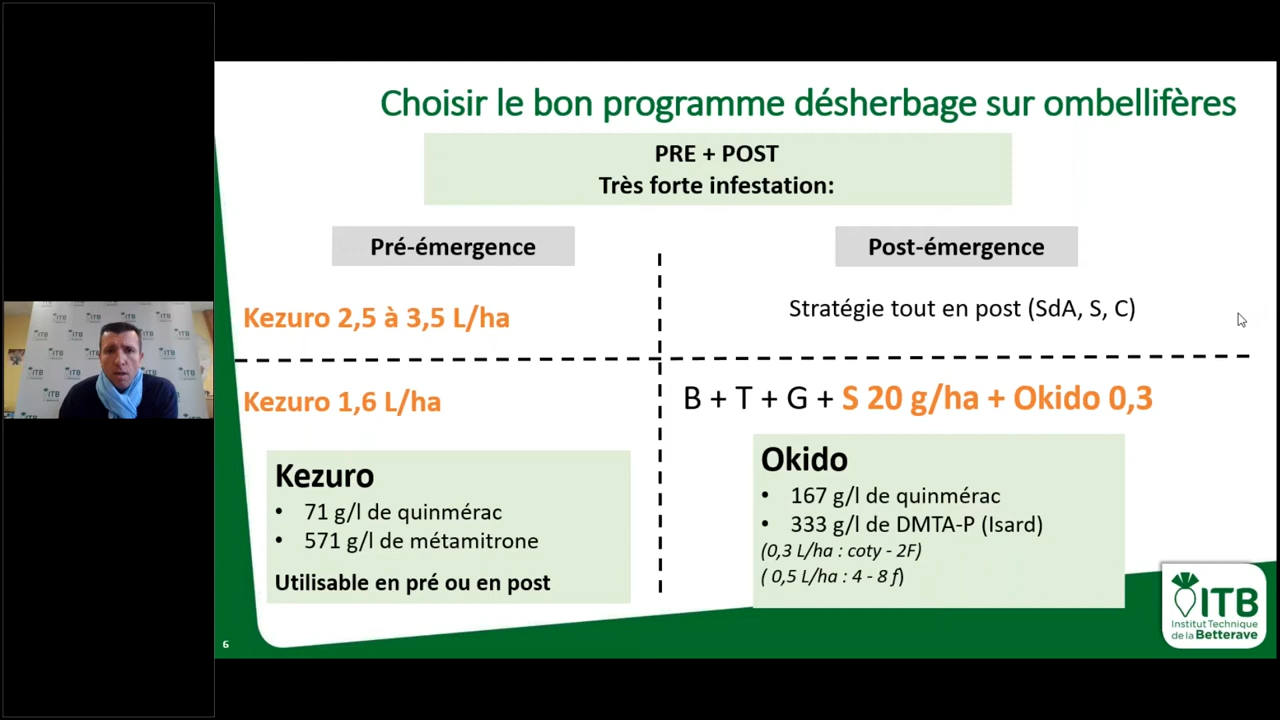 Choisir le bon programme désherbage sur ombellifères
PRE + POST
Très forte infestation:
Pré-émergence
Post-émergence
Kezuro 2,5 à 3,5 L/ha
Stratégie tout en post (SdA, S, C)
Kezuro 1,6 L/ha
B + T + G + S 20 g/ha + Okido 0,3
Kezuro
• 71 g/l de quinmérac
• 571 g/l de métamitrone
Utilisable en pré ou en post
Okido
• 167 g/l de quinmérac
• 333 g/l de DMTA-P (Isard)
(0,3 L/ha : coty - 2F)
( 0,5 L/ha : 4 - 8 f)
6
ITB
Institut Technique
de la Betterave
ITB